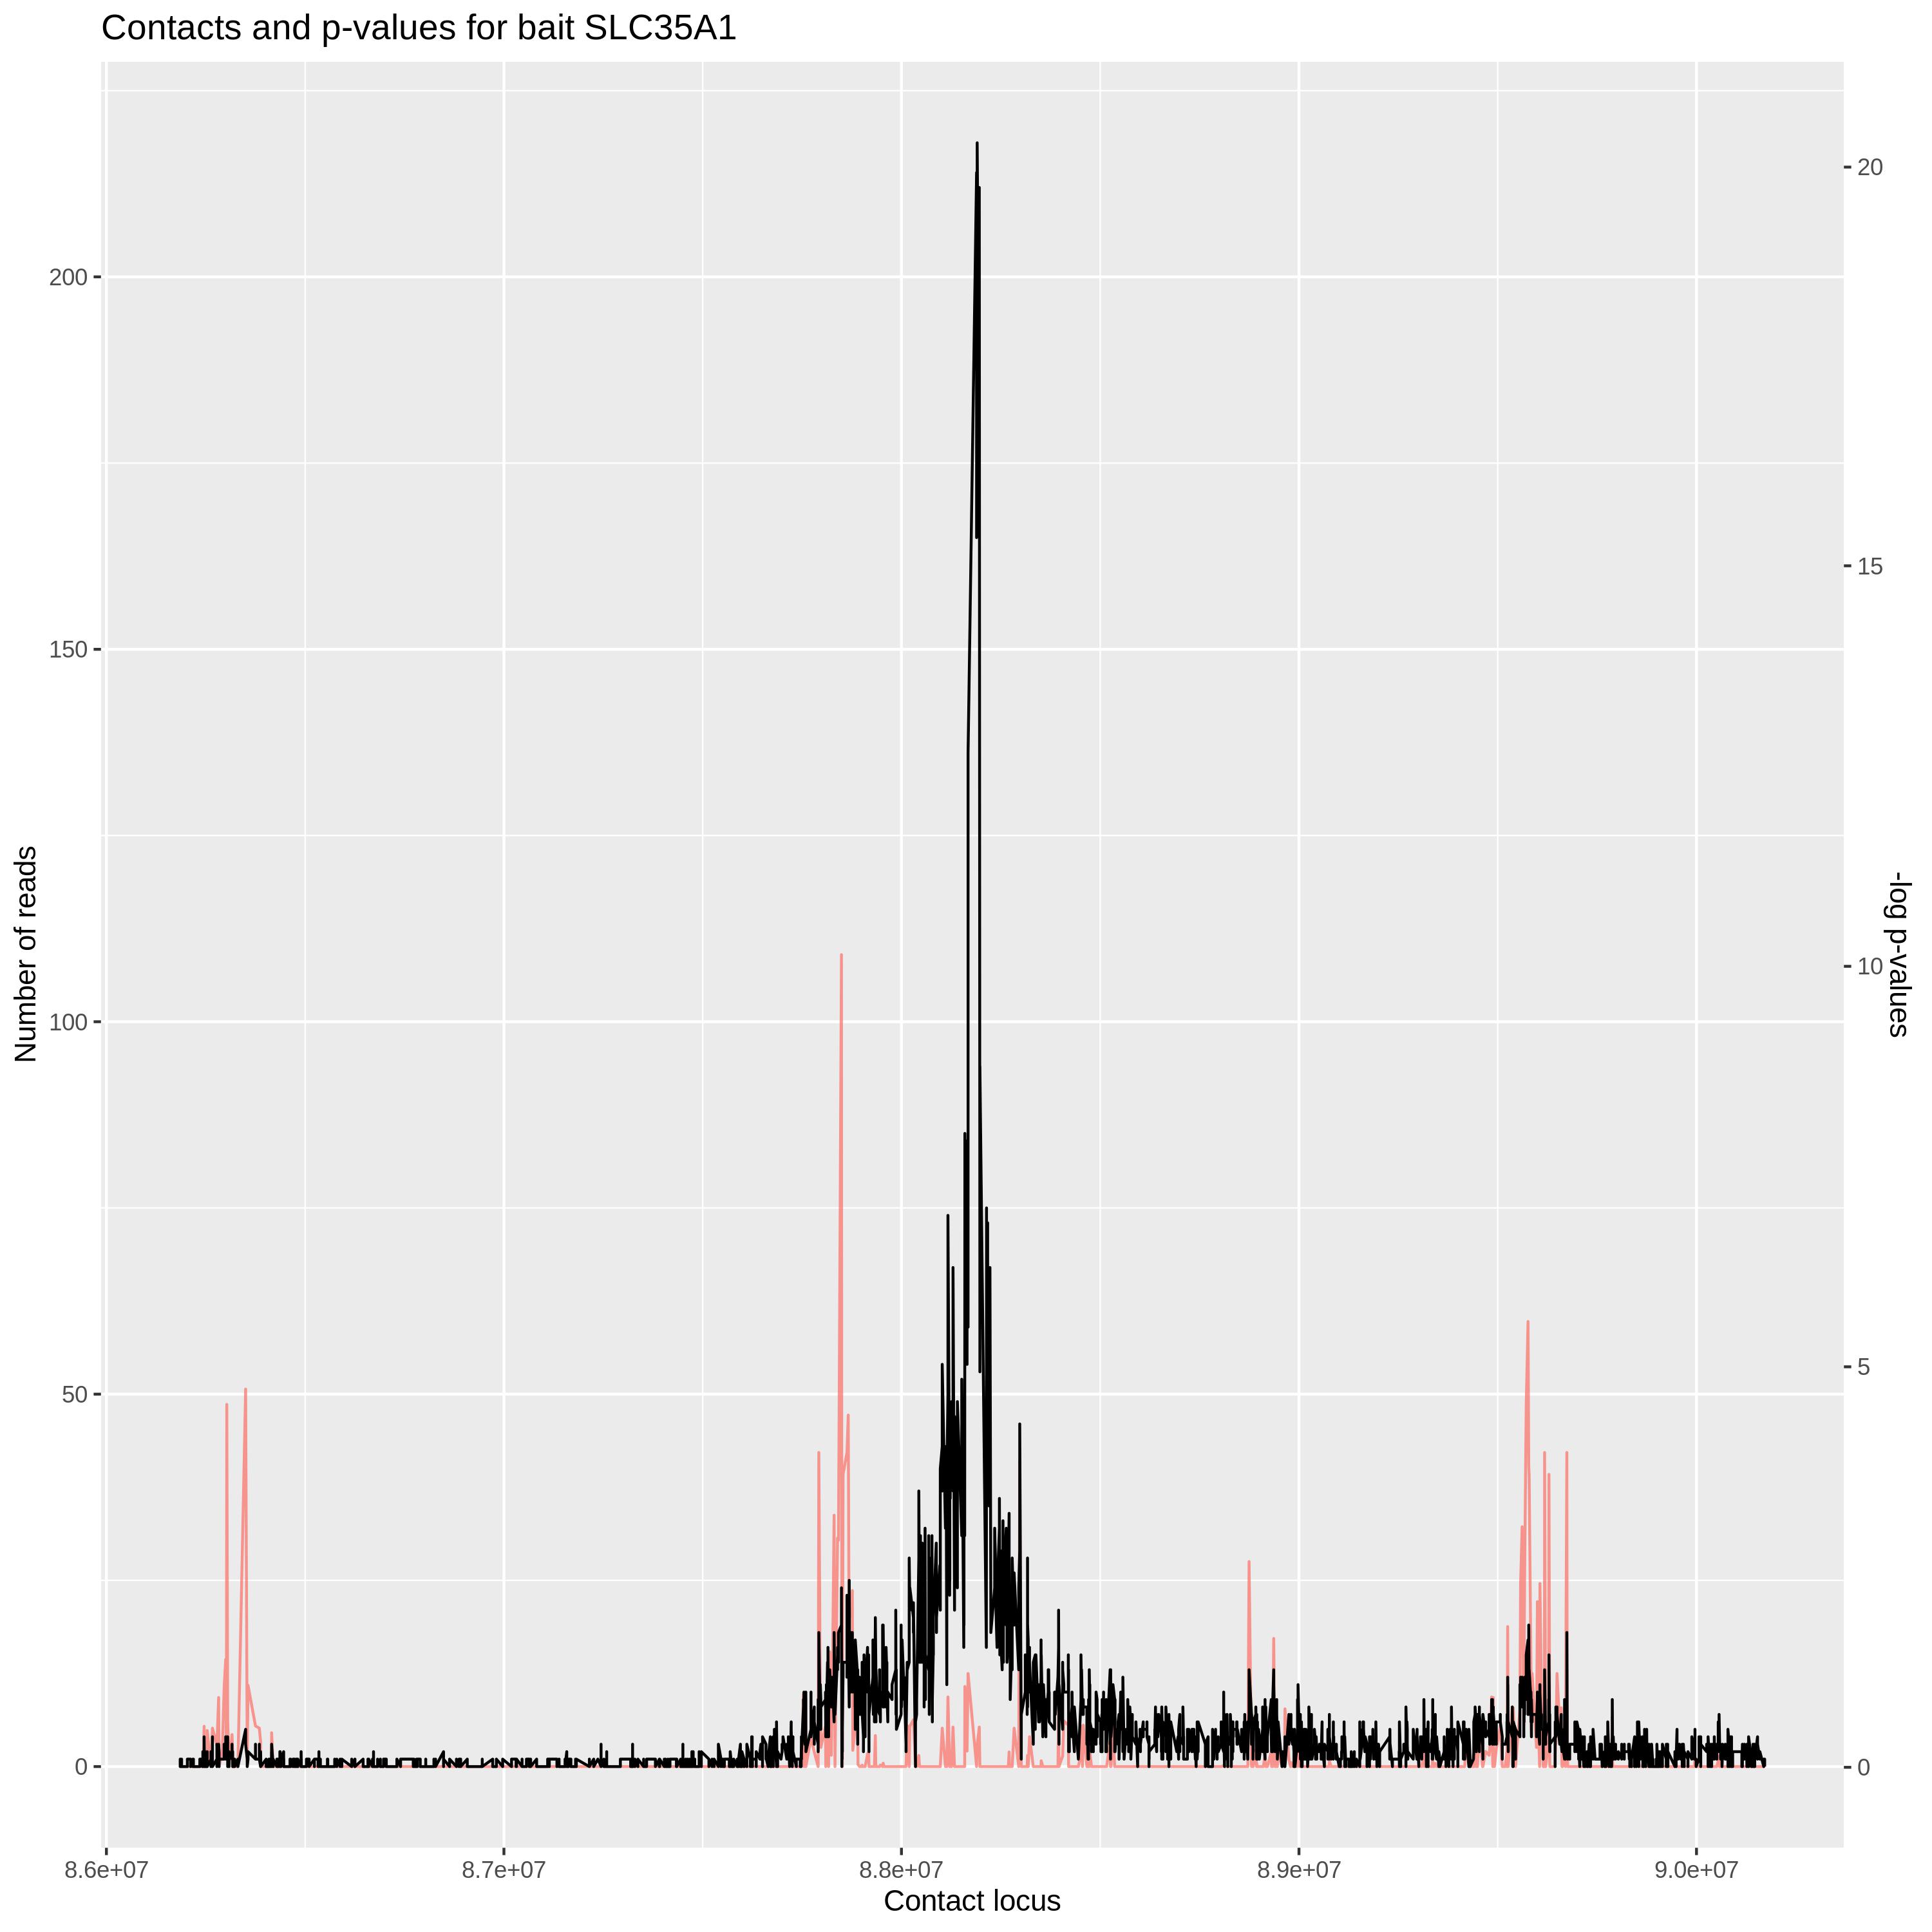 Contacts and p-values for bait SLC35A1
200
150
100
50
0
Number of reads
20
15
10
5
0
-log p-values
8.6e+07 8.7e+07 8.8e+07 8.9e+07 9.0e+07
Contact locus